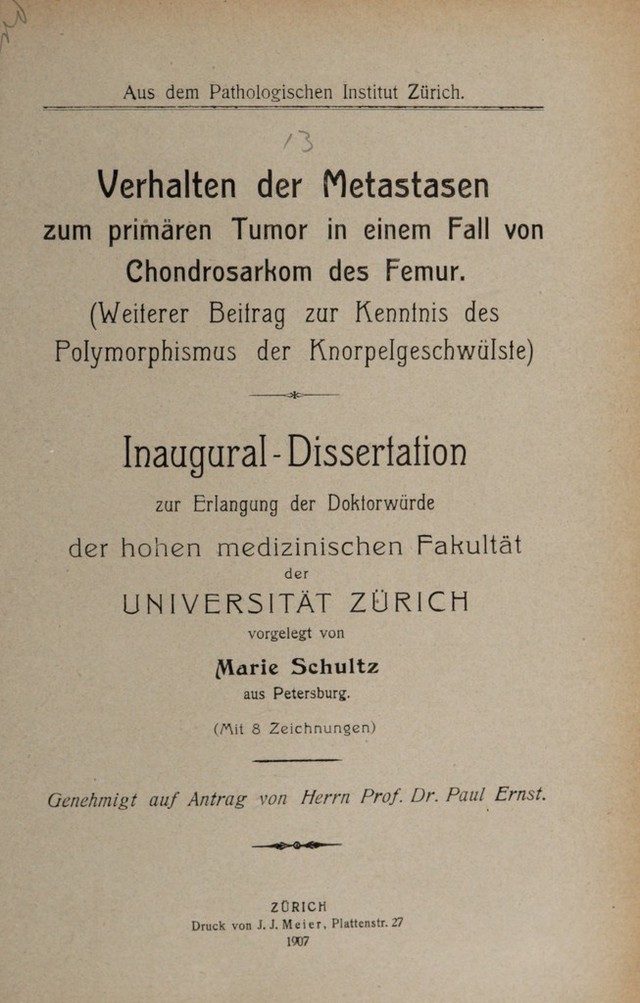 Aus dem Pathologischen Institut Zürich.
13
Verhalten der Metastasen
zum primären Tumor in einem Fall von
Chondrosarkom des Femur.
(Weiterer Beitrag zur Kenntnis des
Polymorphismus der Knorpelgeschwülste)
Inaugural-Dissertation
zur Erlangung der Doktorwürde
der hohen medizinischen Fakultät
der
UNIVERSITÄT ZÜRICH
vorgelegt von
Marie Schultz
aus Petersburg.
(Mit 8 Zeichnungen)
Genehmigt auf Antrag von Herrn Prof. Dr. Paul Ernst.
ZÜRICH
Druck von J. J. Meier, Plattenstr. 27
1907